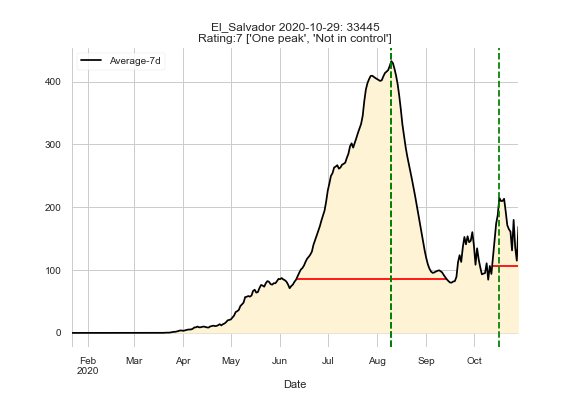 El_Salvador 2020-10-29: 33445
Rating:7 ['One peak', 'Not in control']
Average-7d
400
300
200
100
0
Feb Mar Apr May Jun Jul Aug Sep Oct
2020
Date